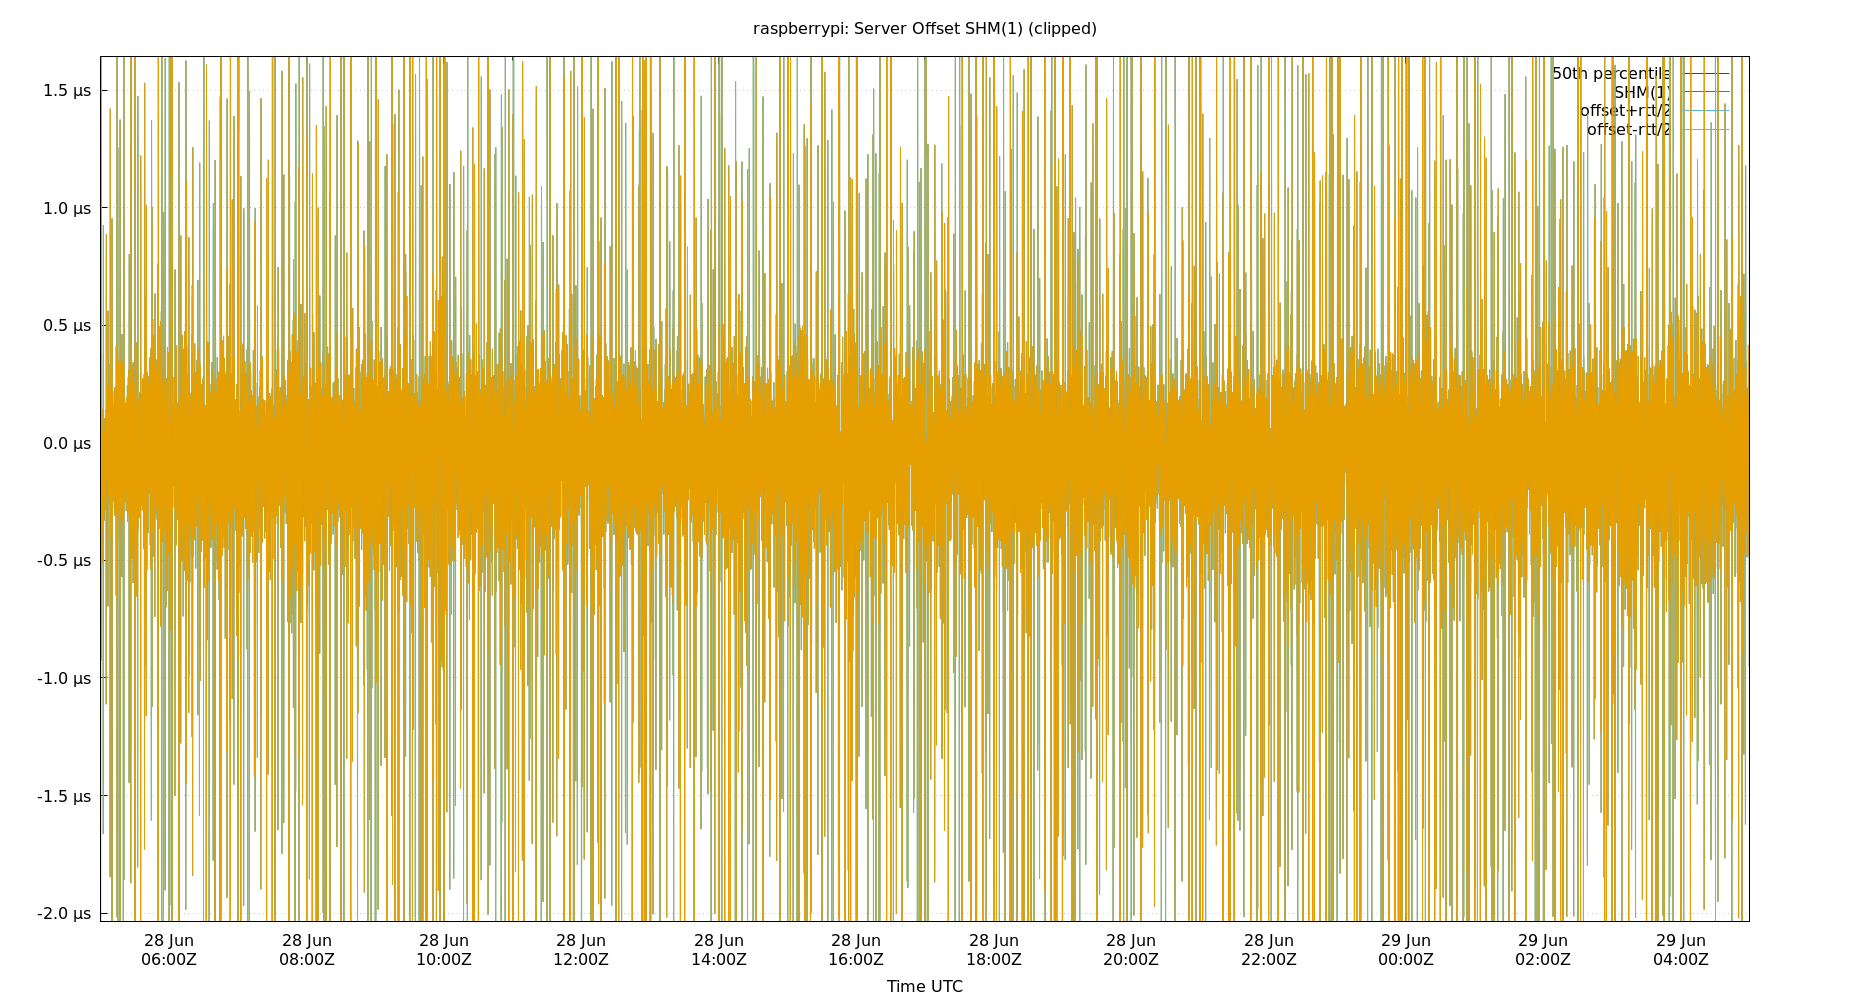 raspberrypi: Server Offset SHM(1) (clipped)
50th percentile
SHM(1)
offset+rtt/2
offset-rtt/2
1.5 µs
1.0 µs
0.5 µs
0.0 µs
-0.5 µs
-1.0 µs
-1.5 µs
-2.0 µs
28 Jun 28 Jun 28 Jun 28 Jun 28 Jun 28 Jun 28 Jun 28 Jun 28 Jun 29 Jun 29 Jun 29 Jun
06:00Z 08:00Z 10:00Z 12:00Z 14:00Z 16:00Z 18:00Z 20:00Z 22:00Z 00:00Z 02:00Z 04:00Z
Time UTC